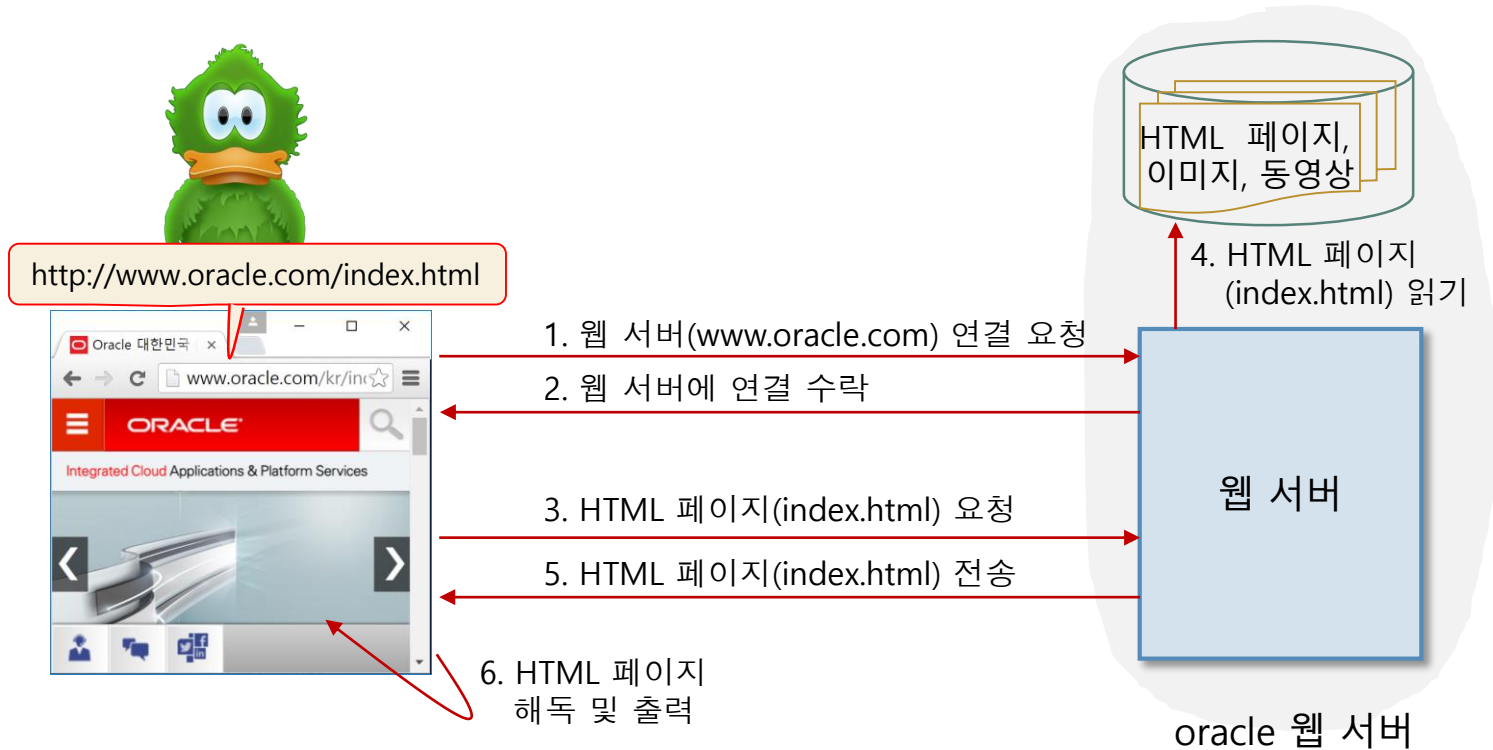 HTML 페이지,
이미지, 동영상
http://www.oracle.com/index.html
4. HTML 페이지
(index.html) 읽기
Oracle 대한민국
www.oracle.com/kr/in
ORACLE
Integrated Cloud Applications & Platform Services
1. 웹 서버(www.oracle.com) 연결 요청
2. 웹 서버에 연결 수락
3. HTML 페이지(index.html) 요청
5. HTML 페이지(index.html) 전송
웹 서버
6. HTML 페이지
해독 및 출력
oracle 웹 서버